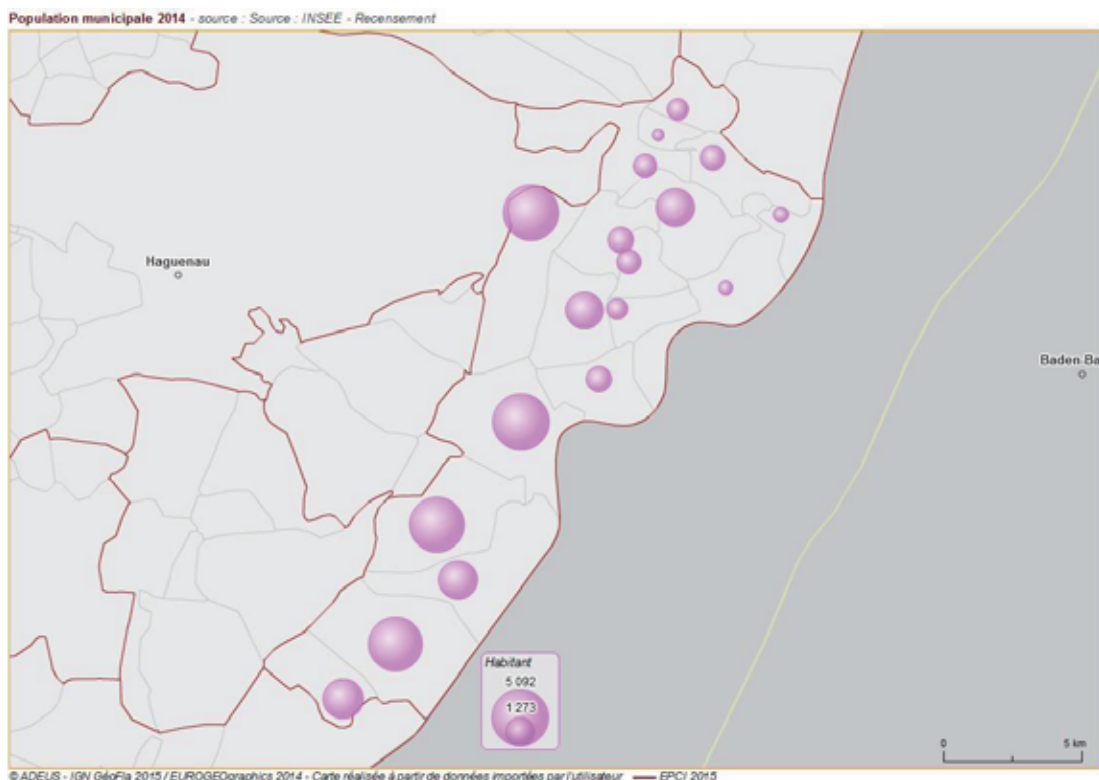 Population municipale 2014 - source : Source : INSEE - Recensement
Haguenau
Baden-Ba
Habitant
5 092
1 273
0 5 km
© ADEUS - IGN GéoFla 2015 / EUROGEOgraphics 2014 - Carte réalisée à partir de données importées par l'utilisateur — EPCI 2015